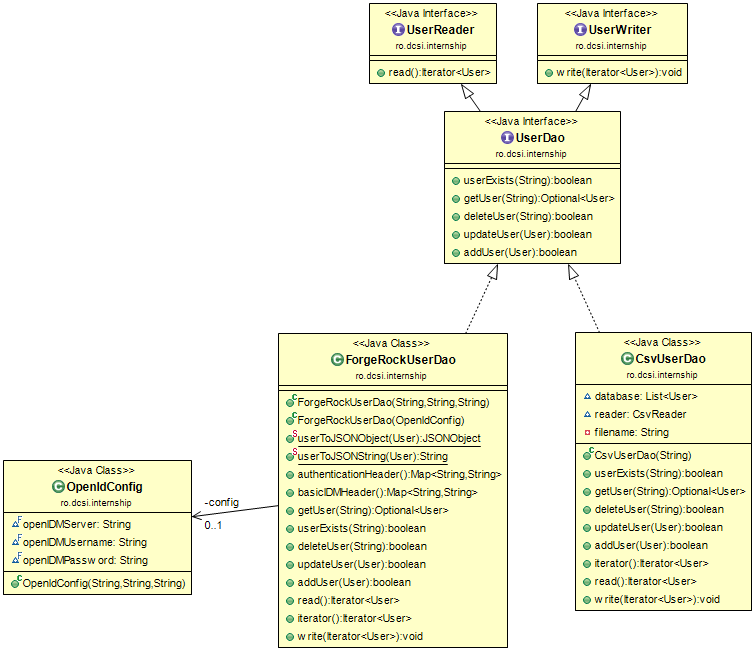 <<Java Interface>>
UserReader
ro.dcsi.internship
read():Iterator<User>
<<Java Interface>>
UserWriter
ro.dcsi.internship
write(Iterator<User>):void
<<Java Interface>>
UserDao
ro.dcsi.internship
userExists(String):boolean
getUser(String):Optional<User>
deleteUser(String):boolean
updateUser(User):boolean
addUser(User):boolean
<<Java Class>>
ForgeRockUserDao
ro.dcsi.internship
ForgeRockUserDao(String,String,String)
ForgeRockUserDao(OpenIdConfig)
userToJSONObject(User):JSONObject
userToJSONString(User):String
authenticationHeader():Map<String,String>
basicIDMHeader():Map<String,String>
getUser(String):Optional<User>
userExists(String):boolean
deleteUser(String):boolean
updateUser(User):boolean
addUser(User):boolean
read():Iterator<User>
iterator():Iterator<User>
write(Iterator<User>):void
<<Java Class>>
CsvUserDao
ro.dcsi.internship
database: List<User>
reader: CsvReader
filename: String
CsvUserDao(String)
userExists(String):boolean
getUser(String):Optional<User>
deleteUser(String):boolean
updateUser(User):boolean
addUser(User):boolean
iterator():Iterator<User>
read():Iterator<User>
write(Iterator<User>):void
<<Java Class>>
OpenIdConfig
ro.dcsi.internship
openIDMServer: String
openIDMUsername: String
openIDMPassword: String
OpenIdConfig(String,String,String)
-config
0..1